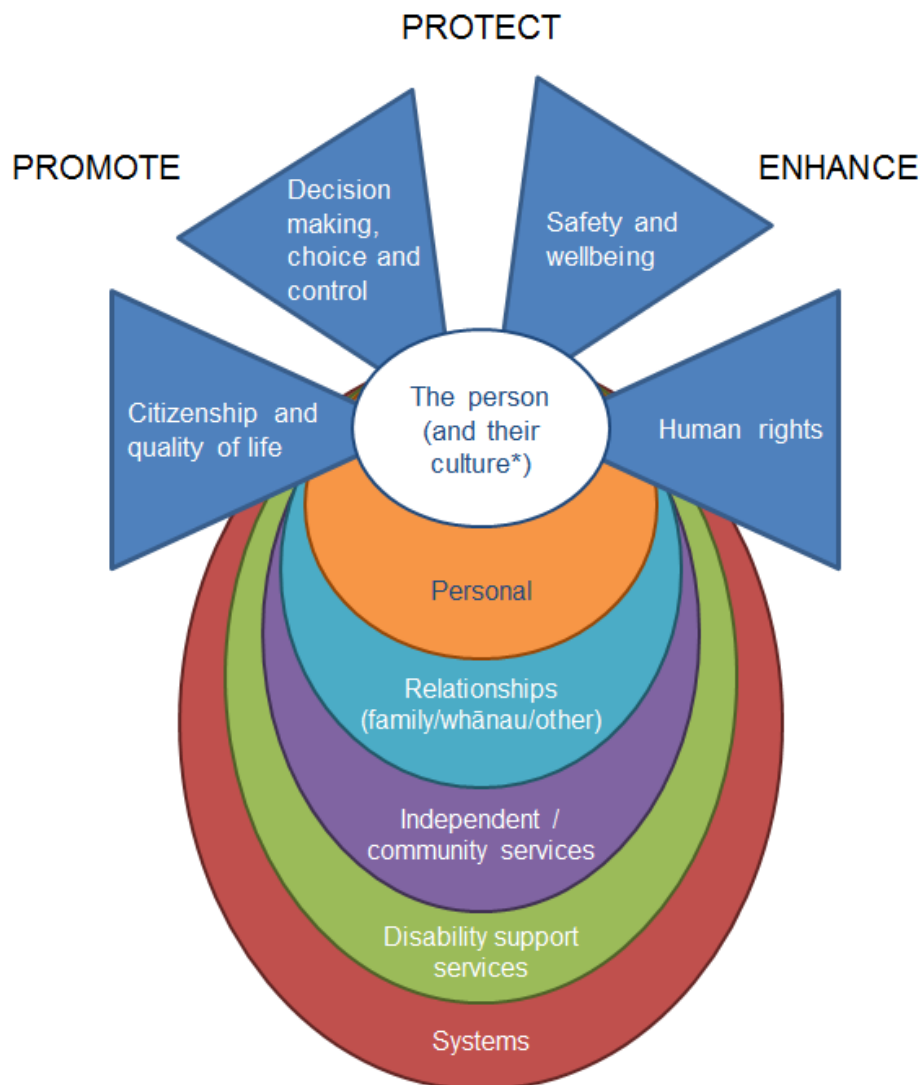 PROTECT
PROMOTE
ENHANCE
Decision
making,
choice and
control
Safety and
wellbeing
Citizenship and
quality of life
The person
(and their
culture*)
Human rights
Personal
Relationships
(family/whānau/other)
Independent /
community services
Disability support
services
Systems